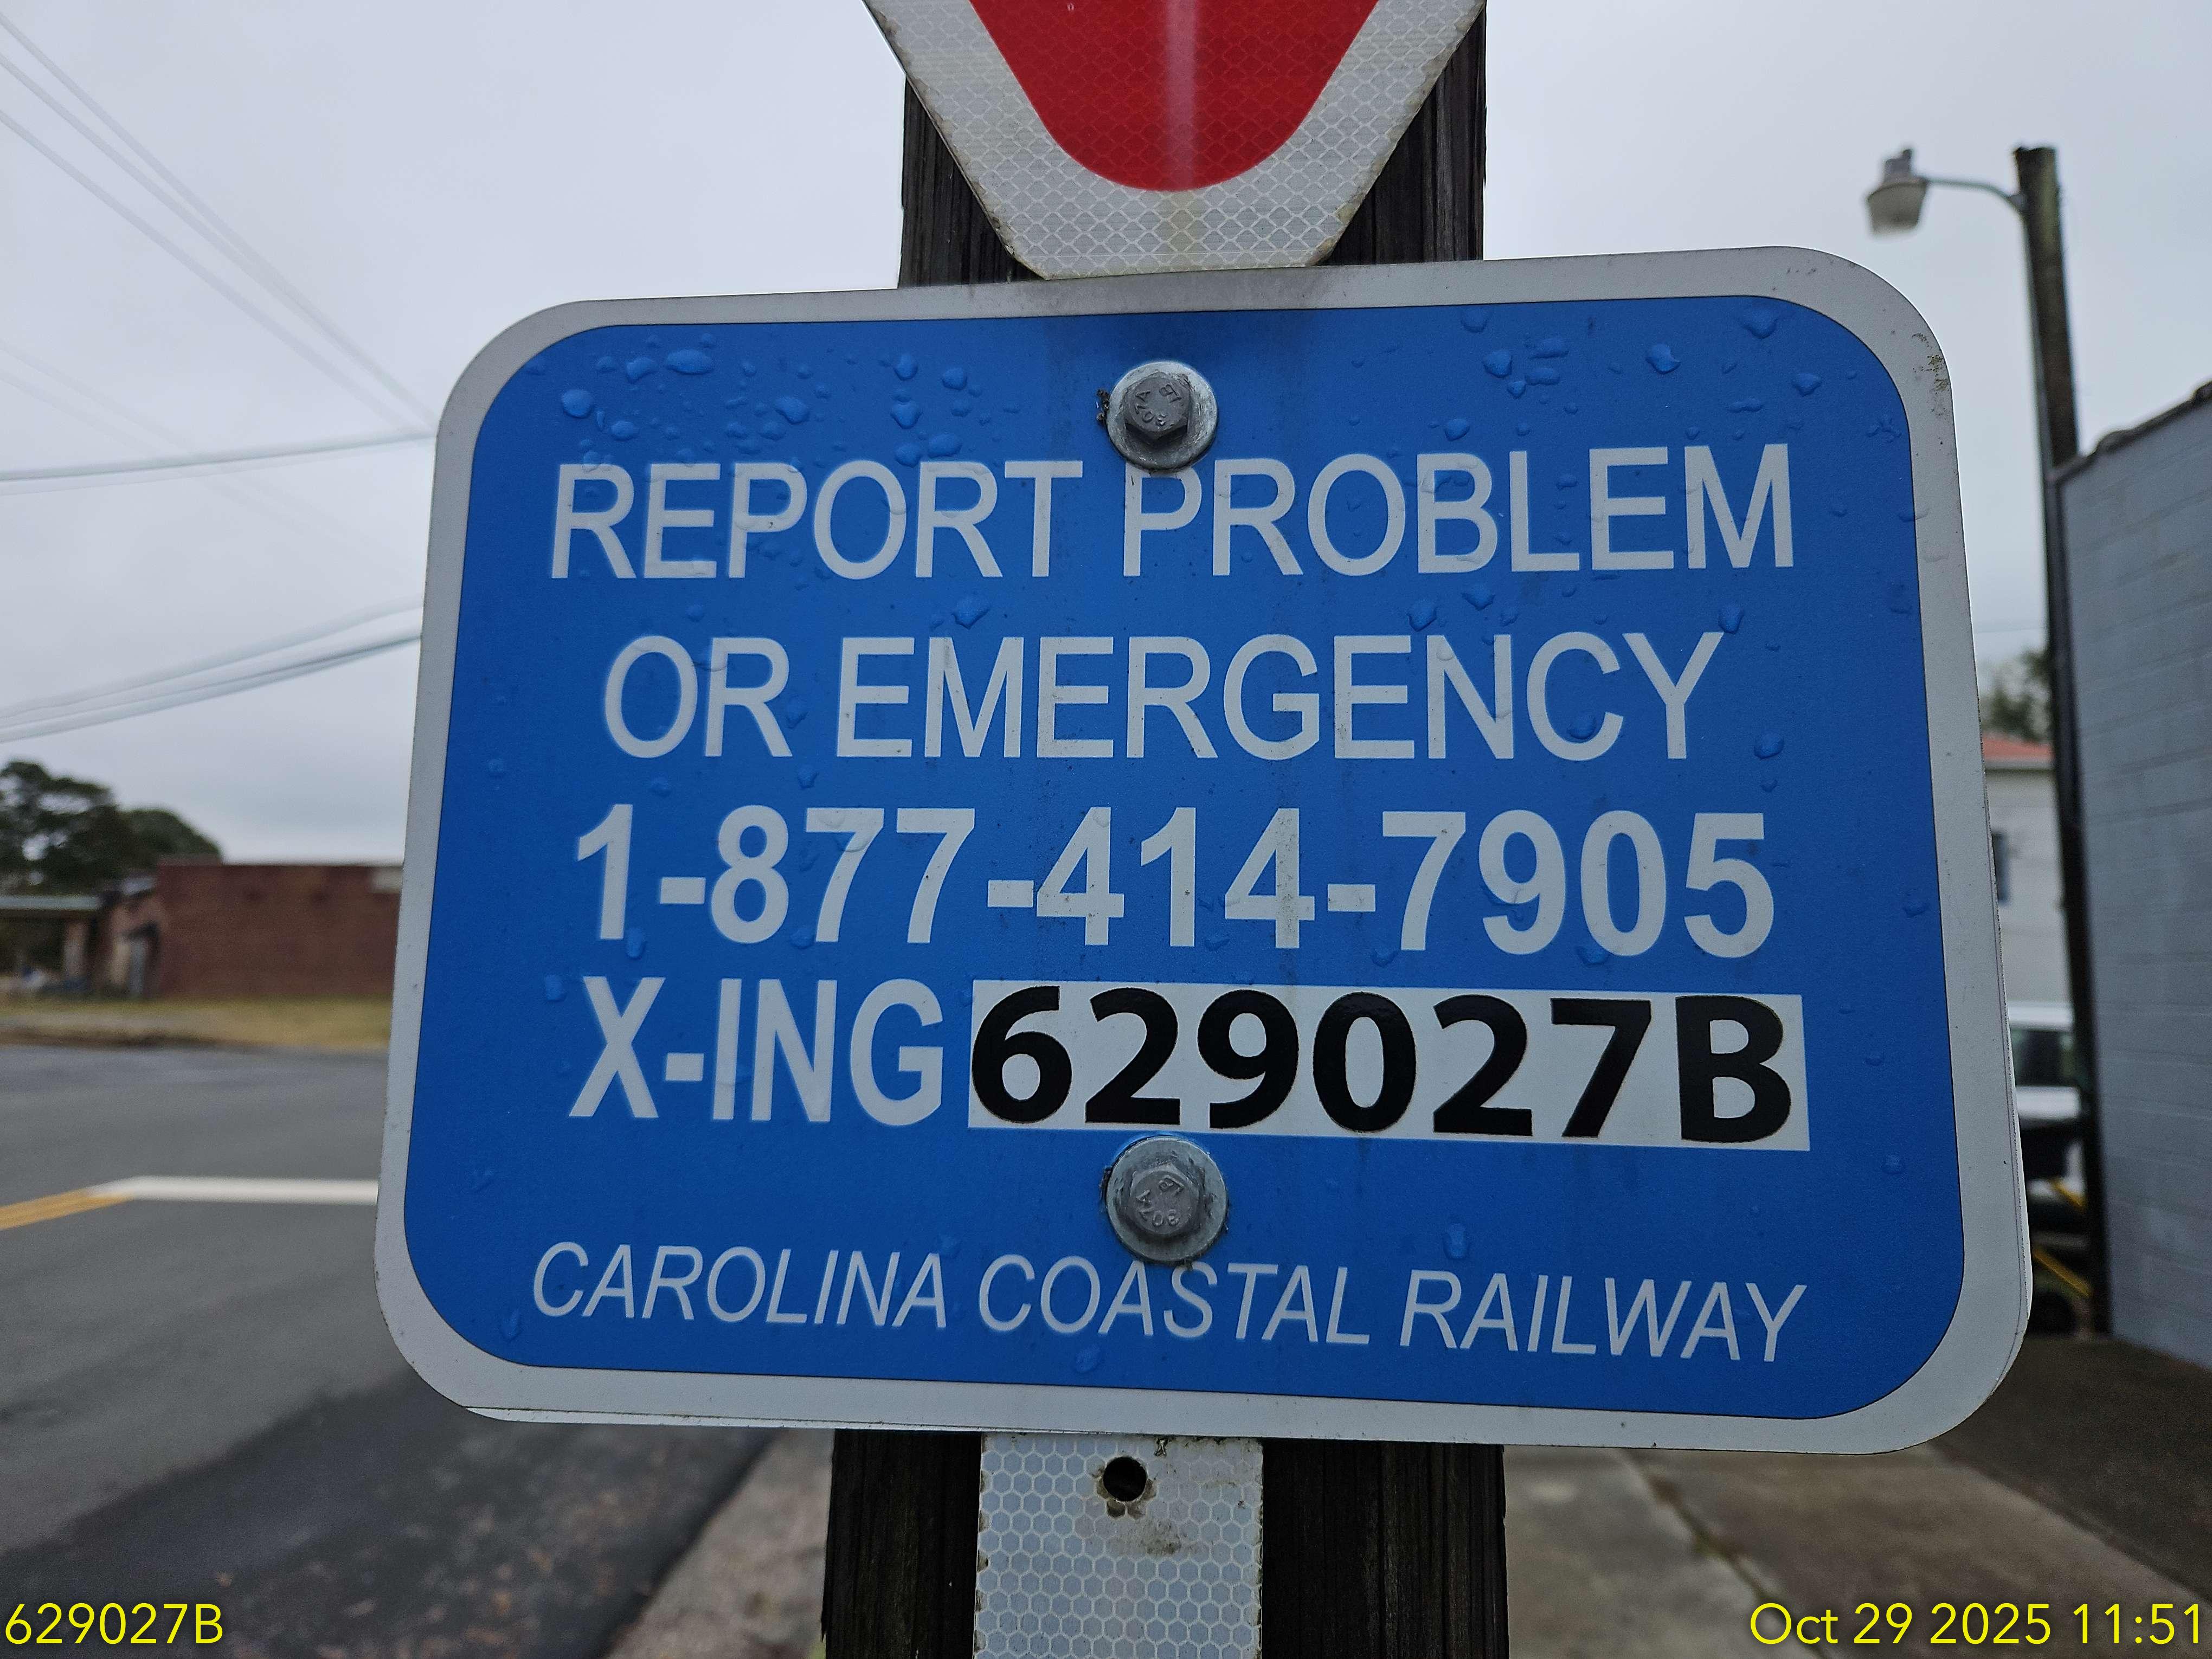 REPORT PROBLEM
OR EMERGENCY
1-877-414-7905
X-ING 629027B
CAROLINA COASTAL RAILWAY
629027B
Oct 29 2025 11:51